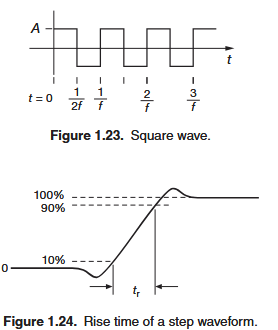 A
t
t = 0 1/2f 1/f 2/f 3/f
Figure 1.23. Square wave.
100%
90%
10%
0
tr
Figure 1.24. Rise time of a step waveform.